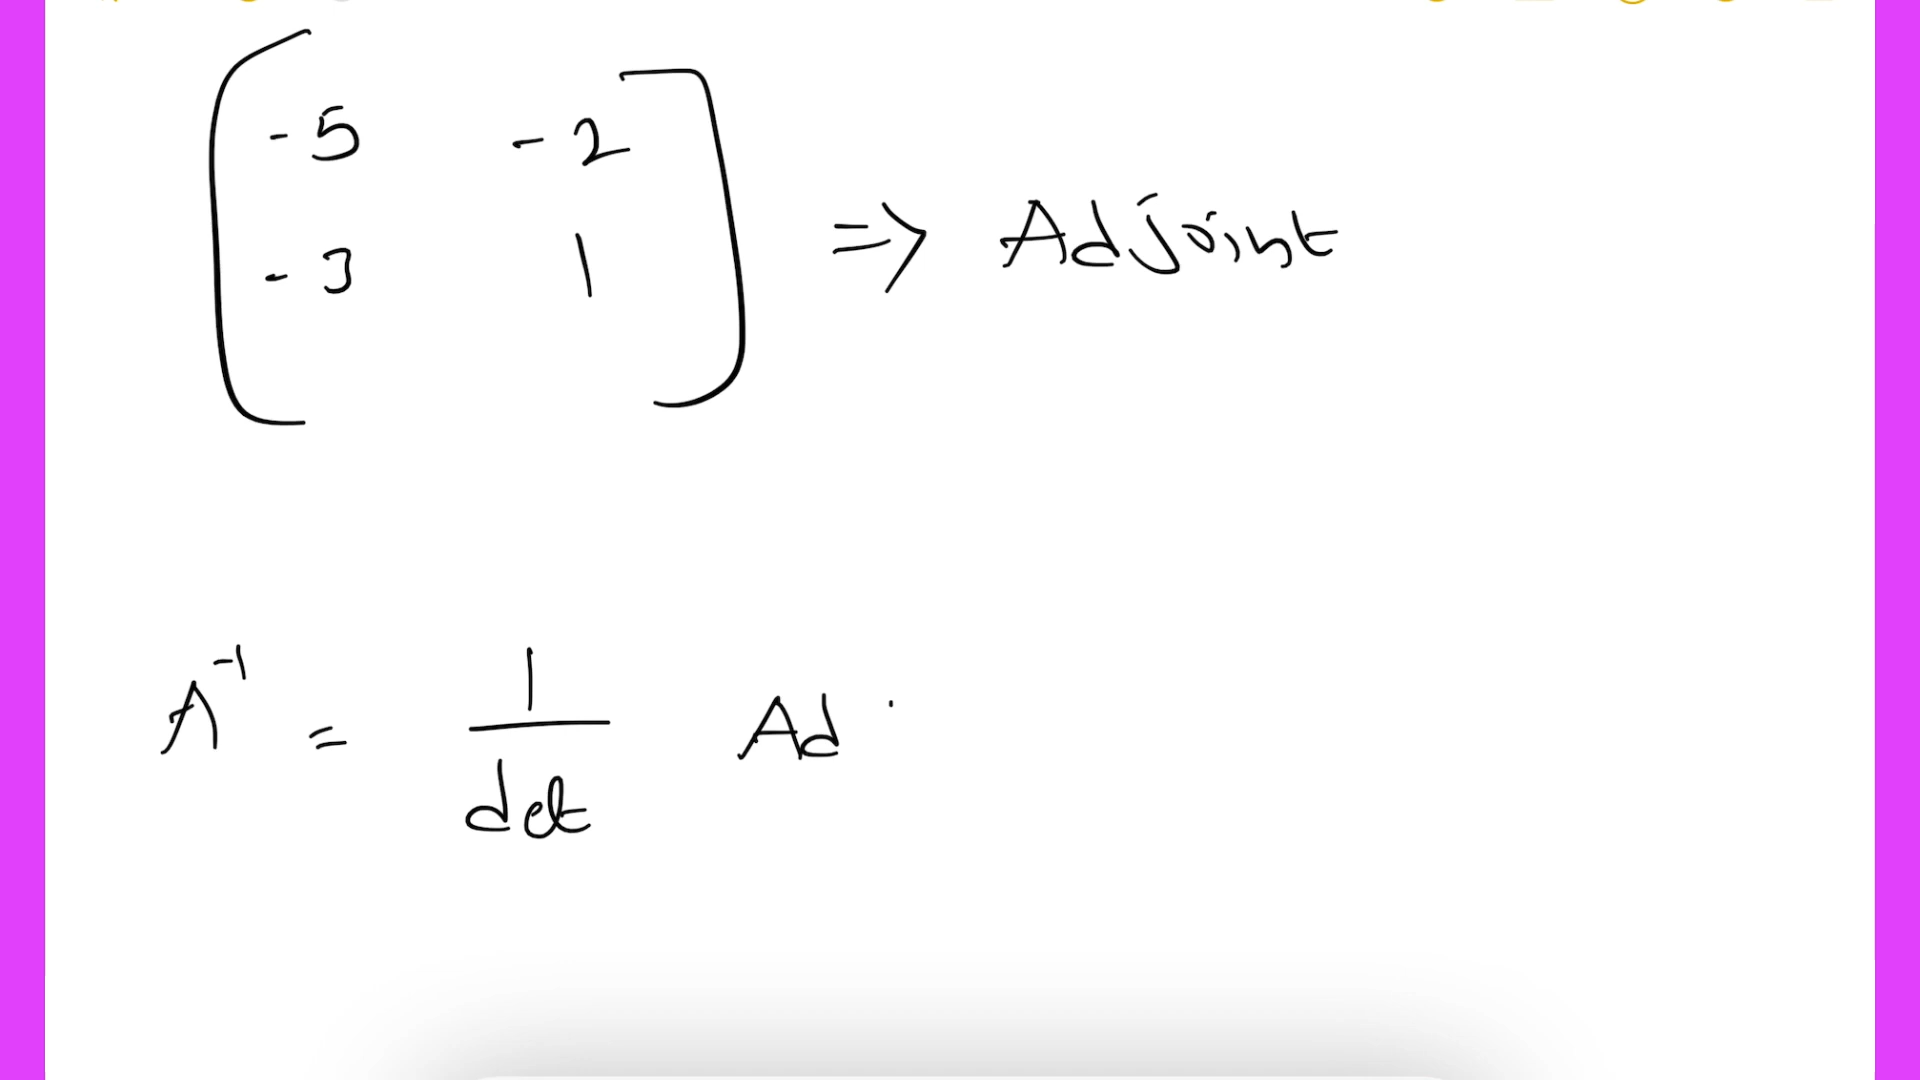 -5 -2
-3 1
=> Adjoint
A⁻¹ = 1/det Ad